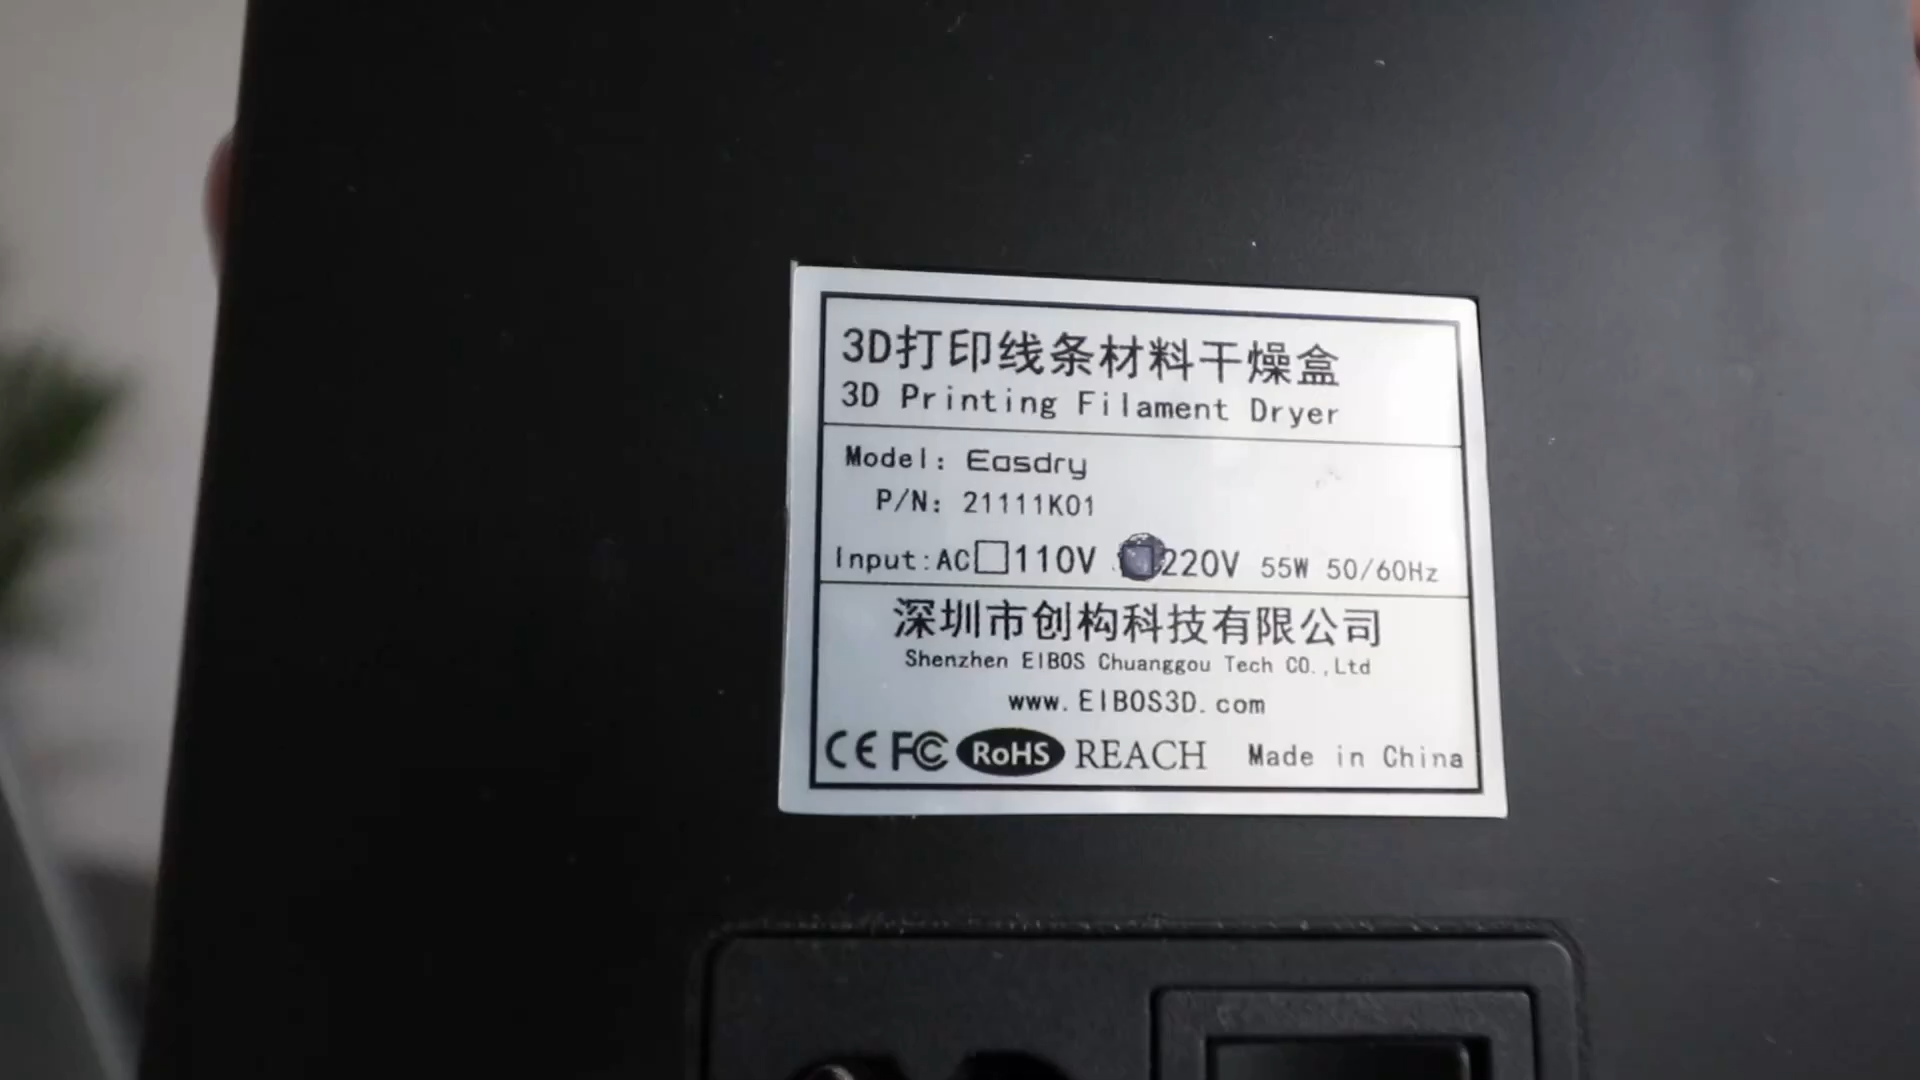 3D打印线条材料干燥盒
3D Printing Filament Dryer
Model: Easdry
P/N: 21111K01
Input:AC □110V ■220V 55W 50/60Hz
深圳市创构科技有限公司
Shenzhen EIBOS Chuanggou Tech CO.,Ltd
www.EIBOS3D.com
CE FC RoHS REACH Made in China